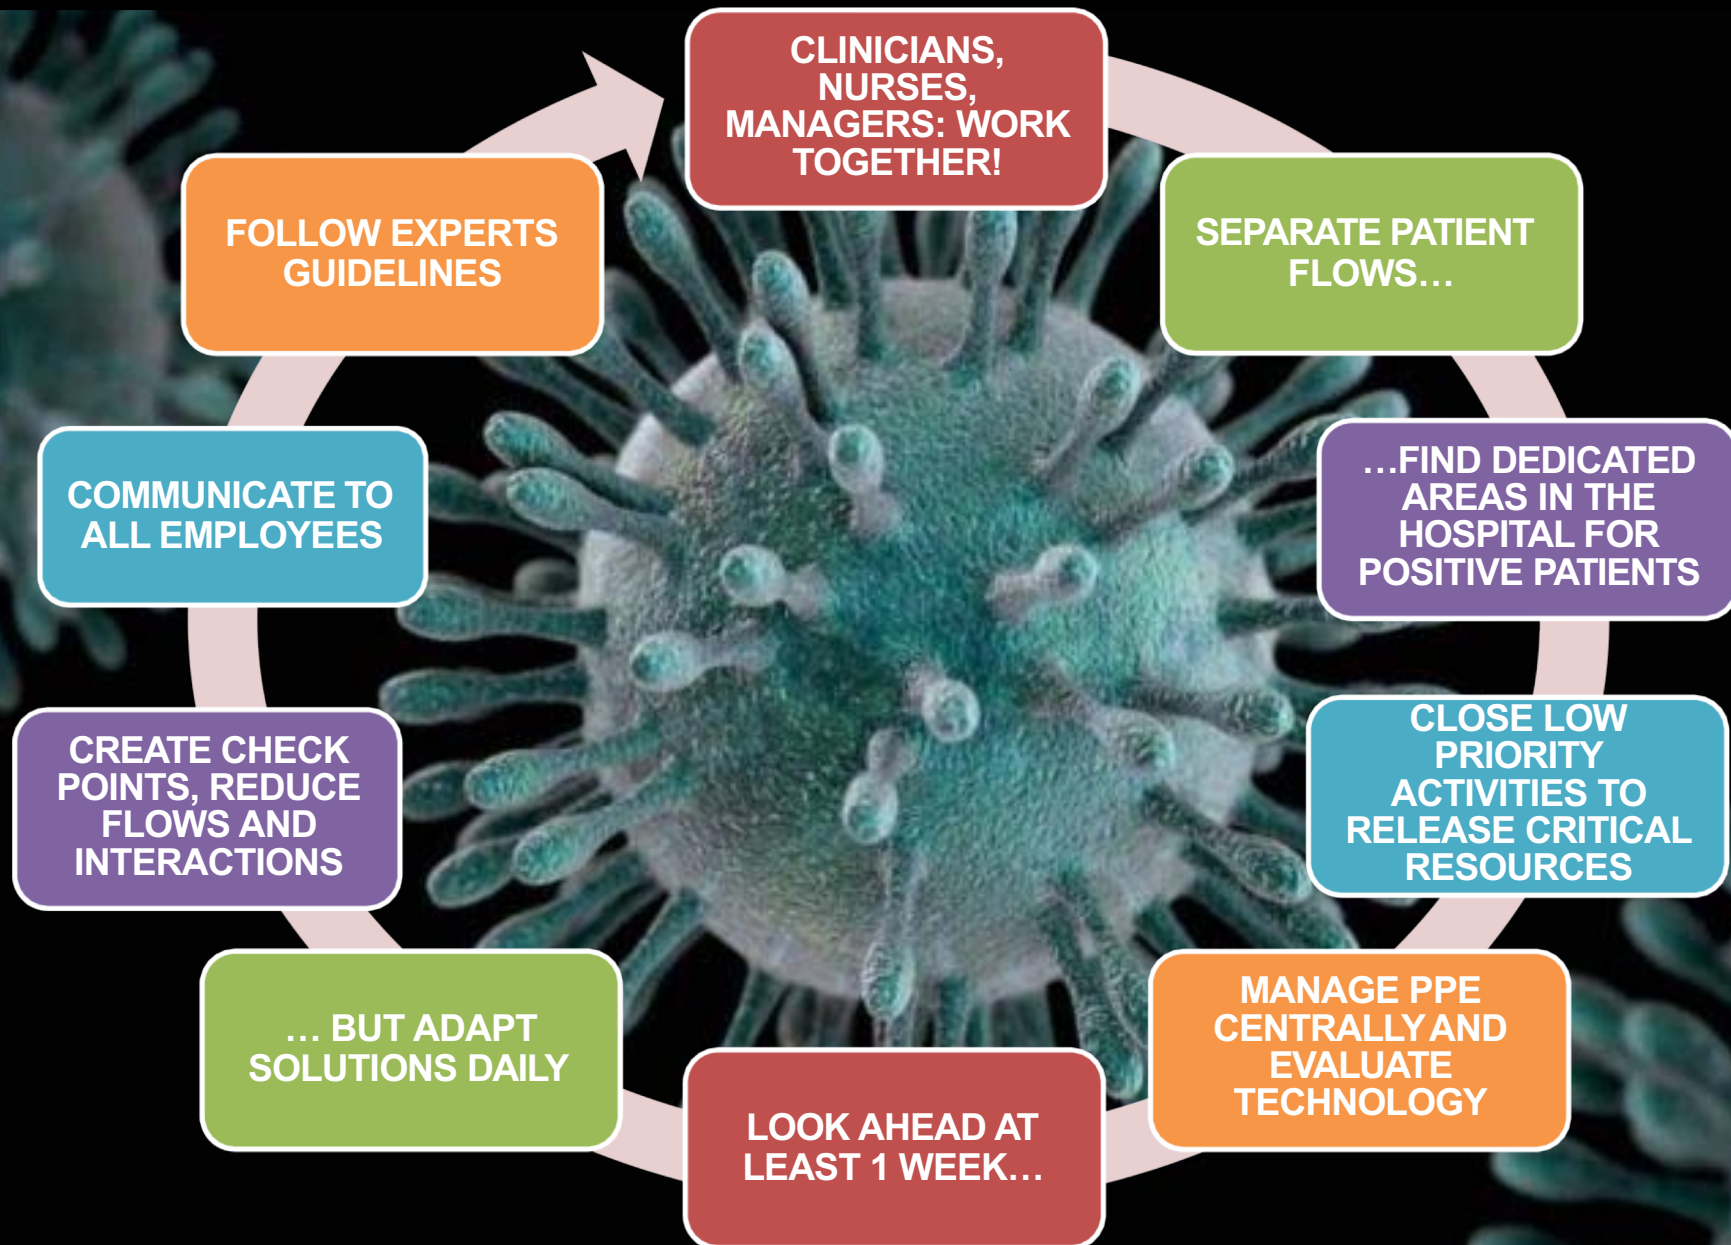 CLINICIANS,
NURSES,
MANAGERS: WORK
TOGETHER!
SEPARATE PATIENT
FLOWS…
…FIND DEDICATED
AREAS IN THE
HOSPITAL FOR
POSITIVE PATIENTS
CLOSE LOW
PRIORITY
ACTIVITIES TO
RELEASE CRITICAL
RESOURCES
MANAGE PPE
CENTRALLY AND
EVALUATE
TECHNOLOGY
LOOK AHEAD AT
LEAST 1 WEEK…
… BUT ADAPT
SOLUTIONS DAILY
CREATE CHECK
POINTS, REDUCE
FLOWS AND
INTERACTIONS
COMMUNICATE TO
ALL EMPLOYEES
FOLLOW EXPERTS
GUIDELINES